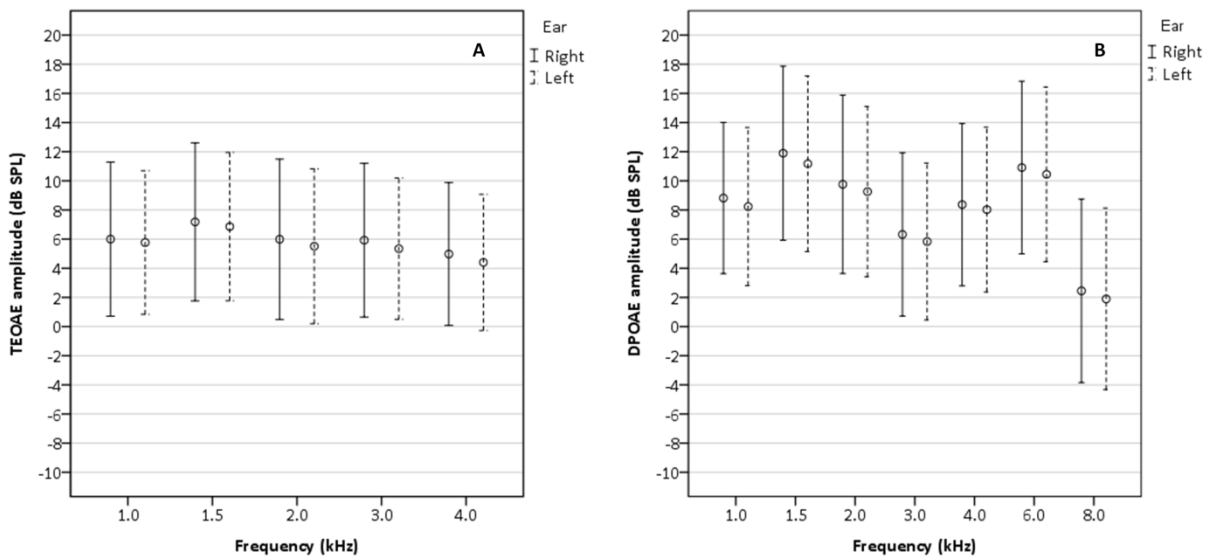 A
TEOAE amplitude (dB SPL)
20
18
16
14
12
10
8
6
4
2
0
-2
-4
-6
-8
-10
1.0 1.5 2.0 3.0 4.0
Frequency (kHz)
Ear
Right
Left
B
DPOAE amplitude (dB SPL)
20
18
16
14
12
10
8
6
4
2
0
-2
-4
-6
-8
-10
1.0 1.5 2.0 3.0 4.0 6.0 8.0
Frequency (kHz)
Ear
Right
Left